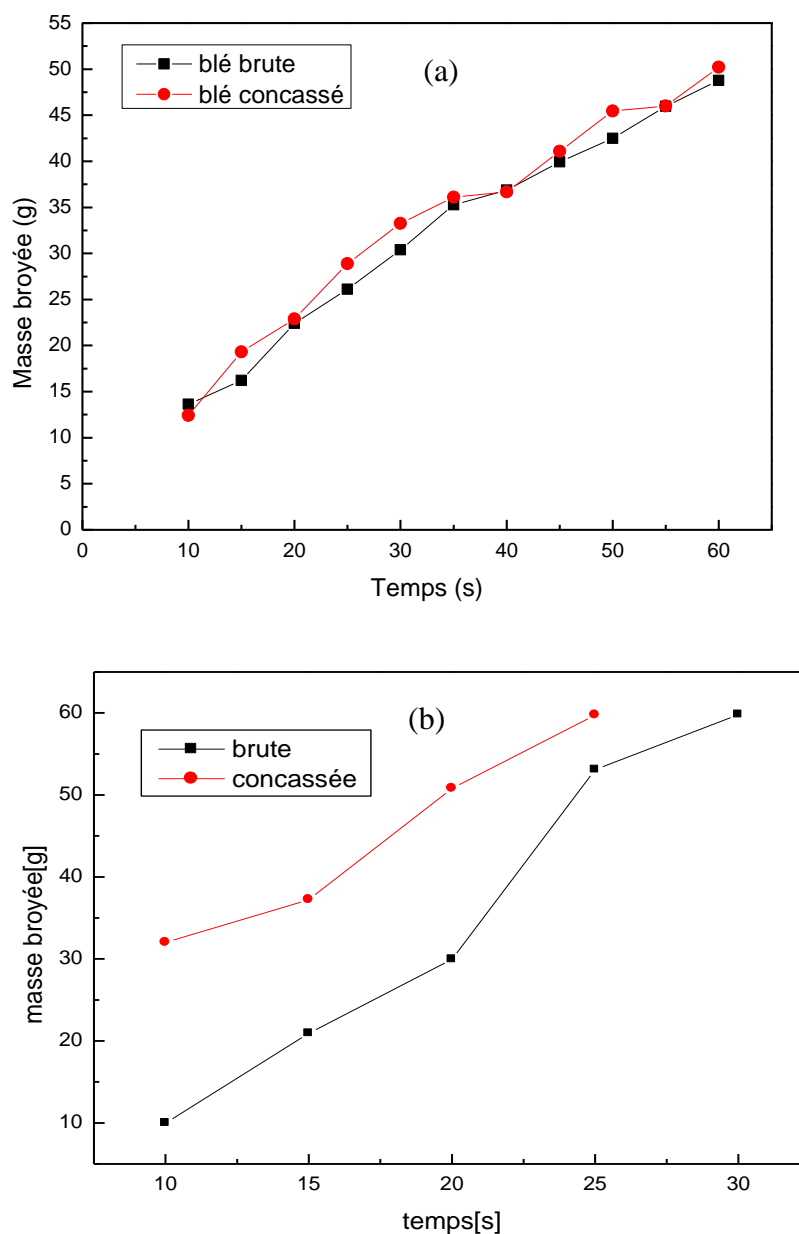 55
50
45
40
35
30
25
20
15
10
5
0
Masse broyée (g)
blé brute
blé concassé
(a)
0 10 20 30 40 50 60
Temps (s)
60
50
40
30
20
10
masse broyée[g]
brute
concassée
(b)
10 15 20 25 30
temps[s]